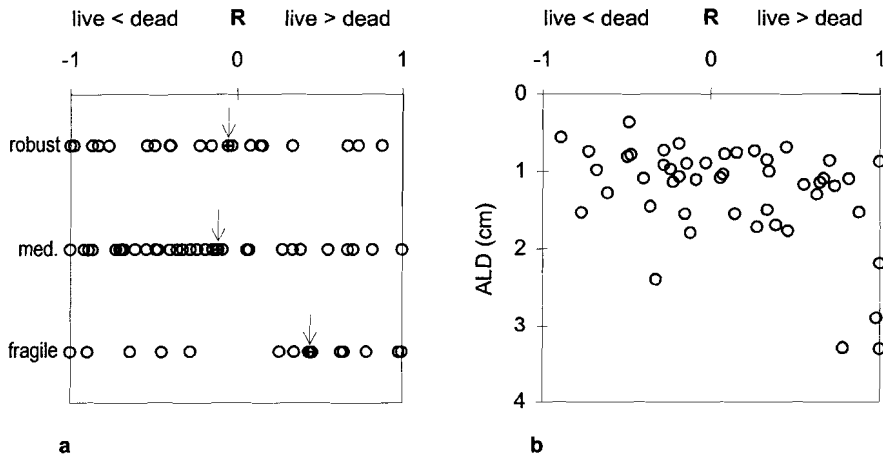 live < dead R live > dead
-1 0 1
robust
med.
fragile
a
live < dead R live > dead
-1 0 1
0
1
2
3
4
ALD (cm)
b